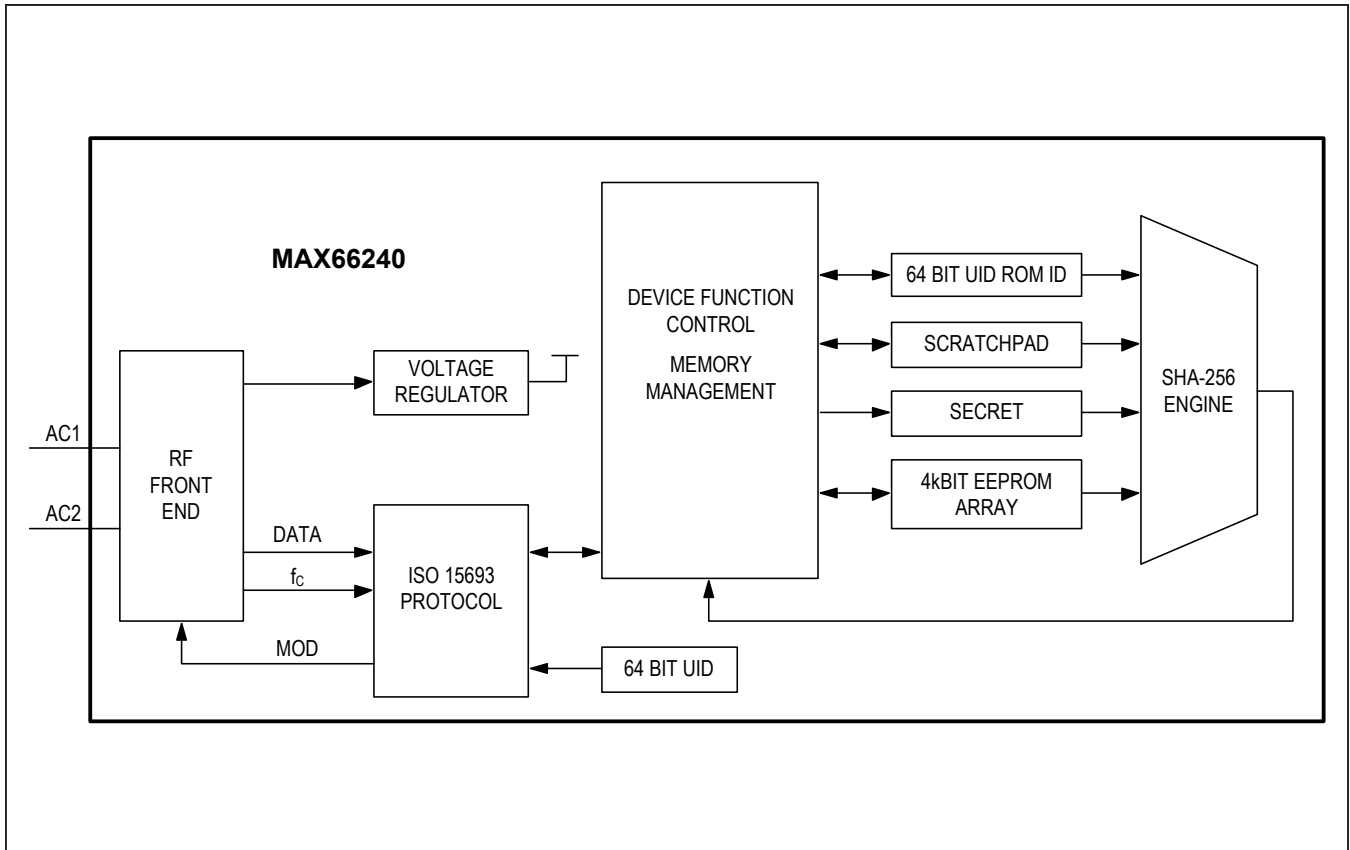 MAX66240
AC1
AC2
RF
FRONT
END
VOLTAGE
REGULATOR
DATA
fC
MOD
ISO 15693
PROTOCOL
64 BIT UID
DEVICE FUNCTION
CONTROL
MEMORY
MANAGEMENT
64 BIT UID ROM ID
SCRATCHPAD
SECRET
4kBIT EEPROM
ARRAY
SHA-256
ENGINE